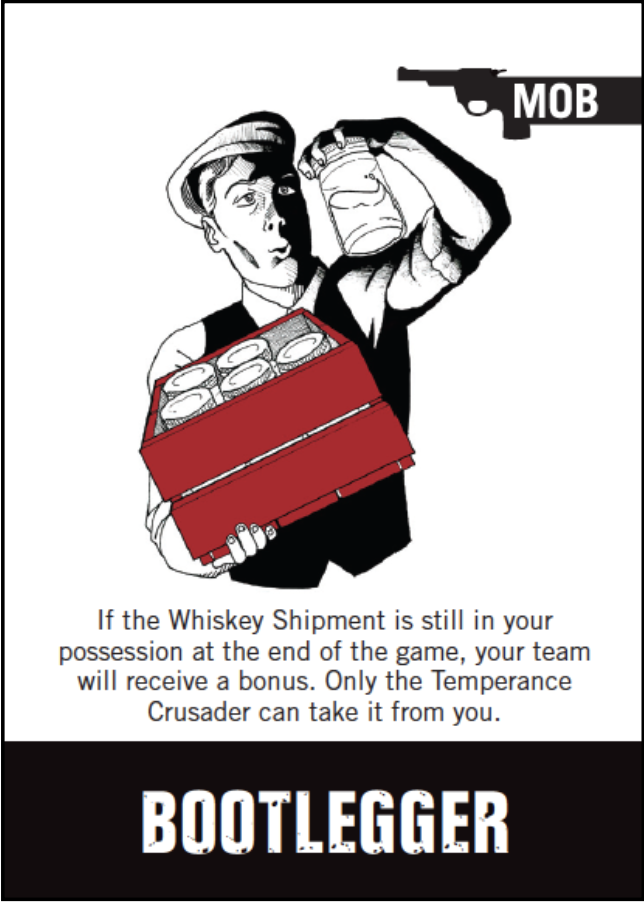 MOB
If the Whiskey Shipment is still in your
possession at the end of the game, your team
will receive a bonus. Only the Temperance
Crusader can take it from you.
BOOTLEGGER